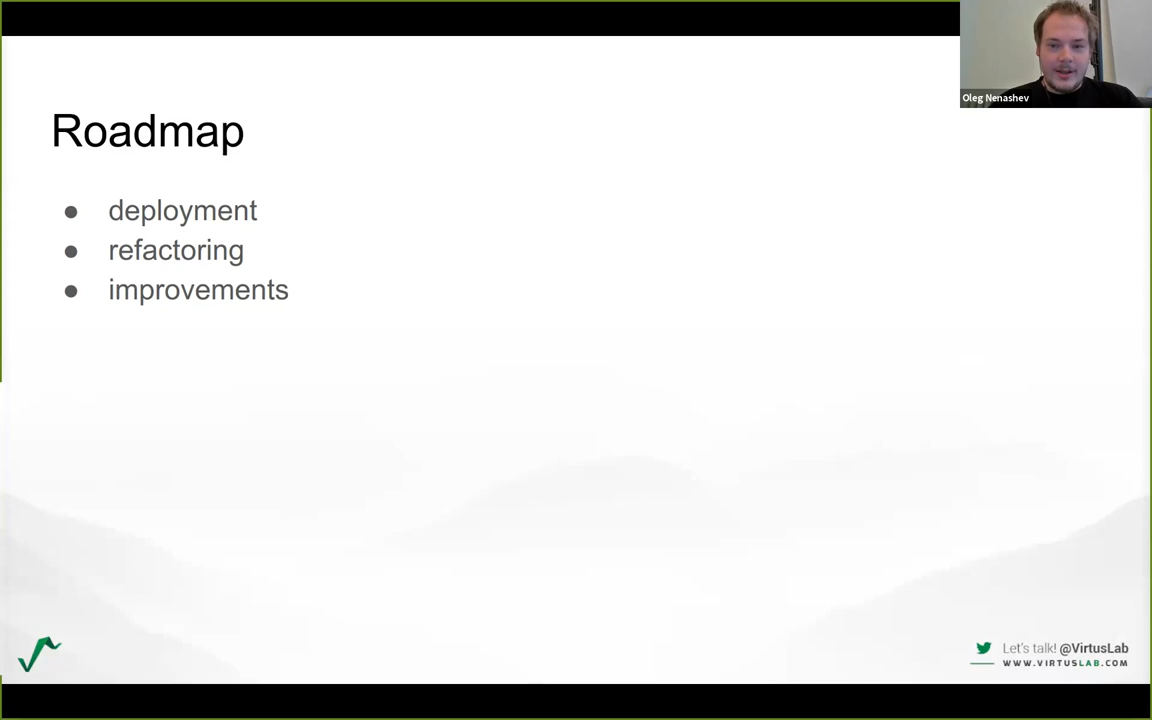 Oleg Nenashev
Roadmap
● deployment
● refactoring
● improvements
Let's talk! @VirtusLab
WWW.VIRTUSLAB.COM